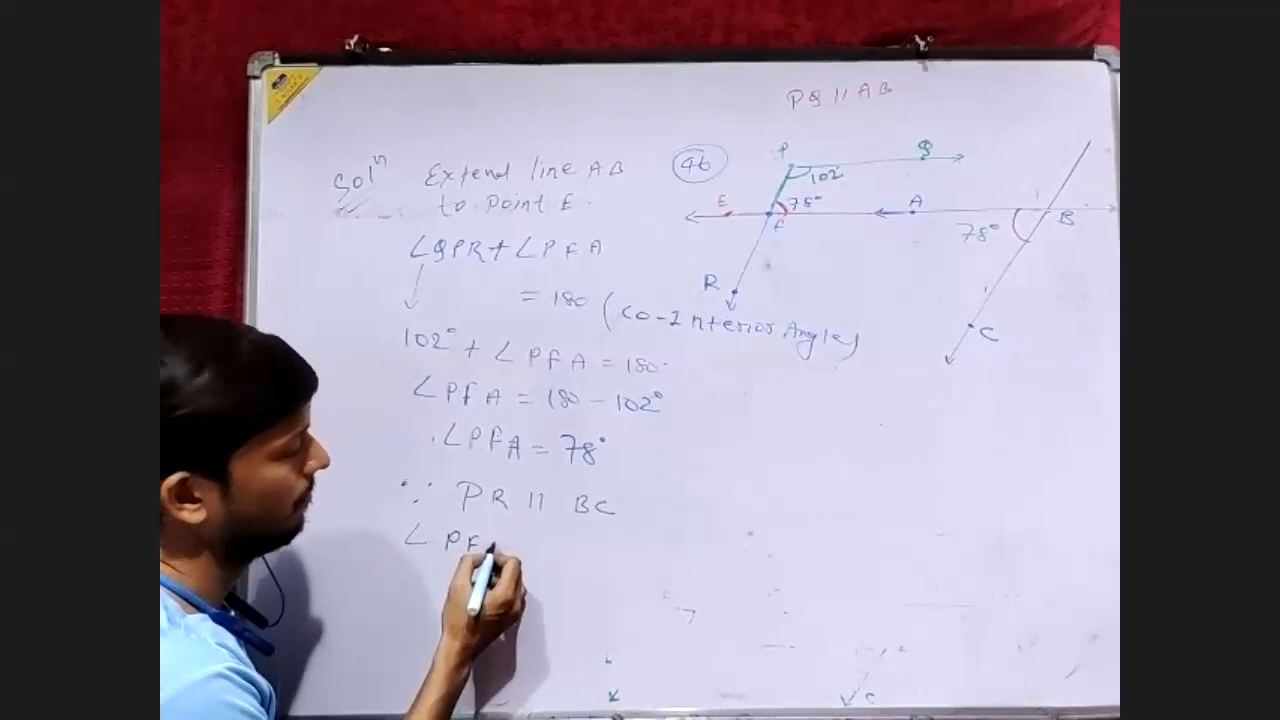 PQ || AB
Solⁿ Extend line AB
to point E.
∠QPR + ∠PFA
= 180 (Co-Interior Angles)
102° + ∠PFA = 180
∠PFA = 180 - 102°
∠PFA = 78°
∵ PR || BC
∠PF
46
P
Q
102°
E
78°
A
F
B
78°
R
C
C